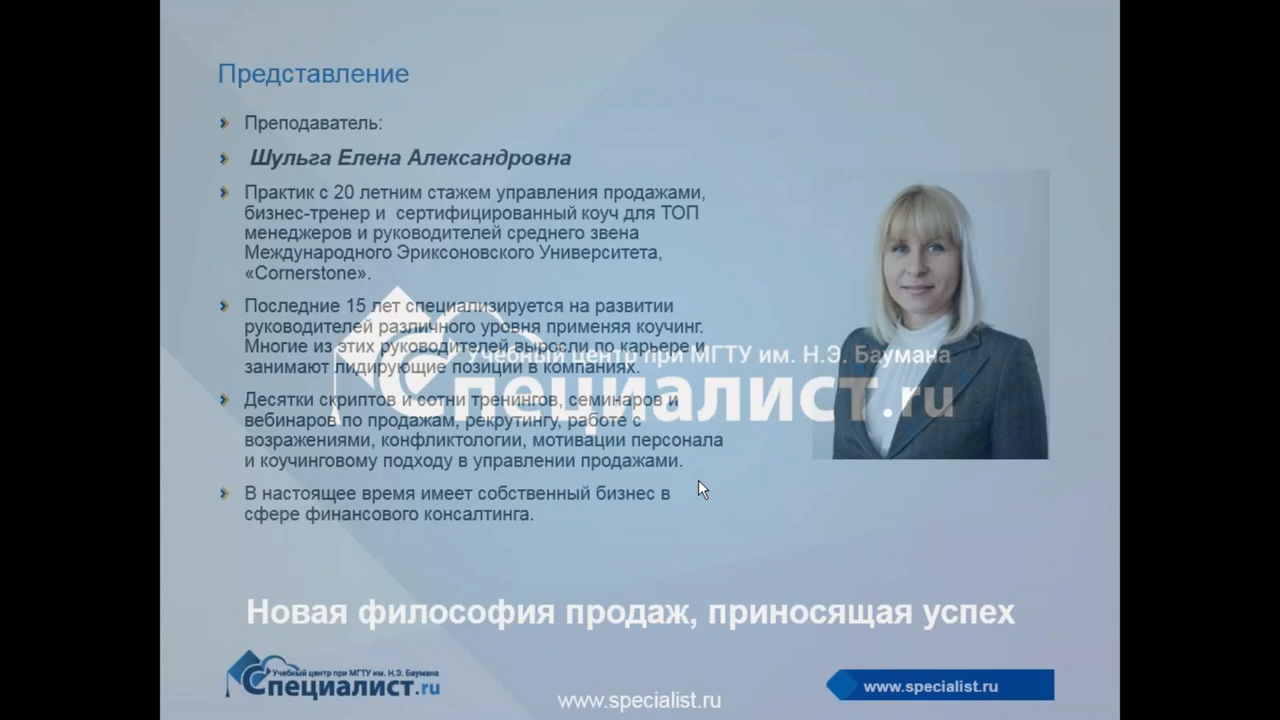 Представление
Преподаватель:
Шульга Елена Александровна
Практик с 20 летним стажем управления продажами,
бизнес-тренер и сертифицированный коуч для ТОП
менеджеров и руководителей среднего звена
Международного Эриксоновского Университета,
«Cornerstone».
Последние 15 лет специализируется на развитии
руководителей различного уровня применяя коучинг.
Многие из этих руководителей выросли по карьере и
занимают лидирующие позиции в компаниях.
Учебный центр при МГТУ им. Н.Э. Баумана
Специалист.ru
Десятки скриптов и сотни тренингов, семинаров и
вебинаров по продажам, рекрутингу, работе с
возражениями, конфликтологии, мотивации персонала
и коучинговому подходу в управлении продажами.
В настоящее время имеет собственный бизнес в
сфере финансового консалтинга.
Новая философия продаж, приносящая успех
Учебный центр при МГТУ им. Н.Э. Баумана
Специалист.ru
www.specialist.ru
www.specialist.ru